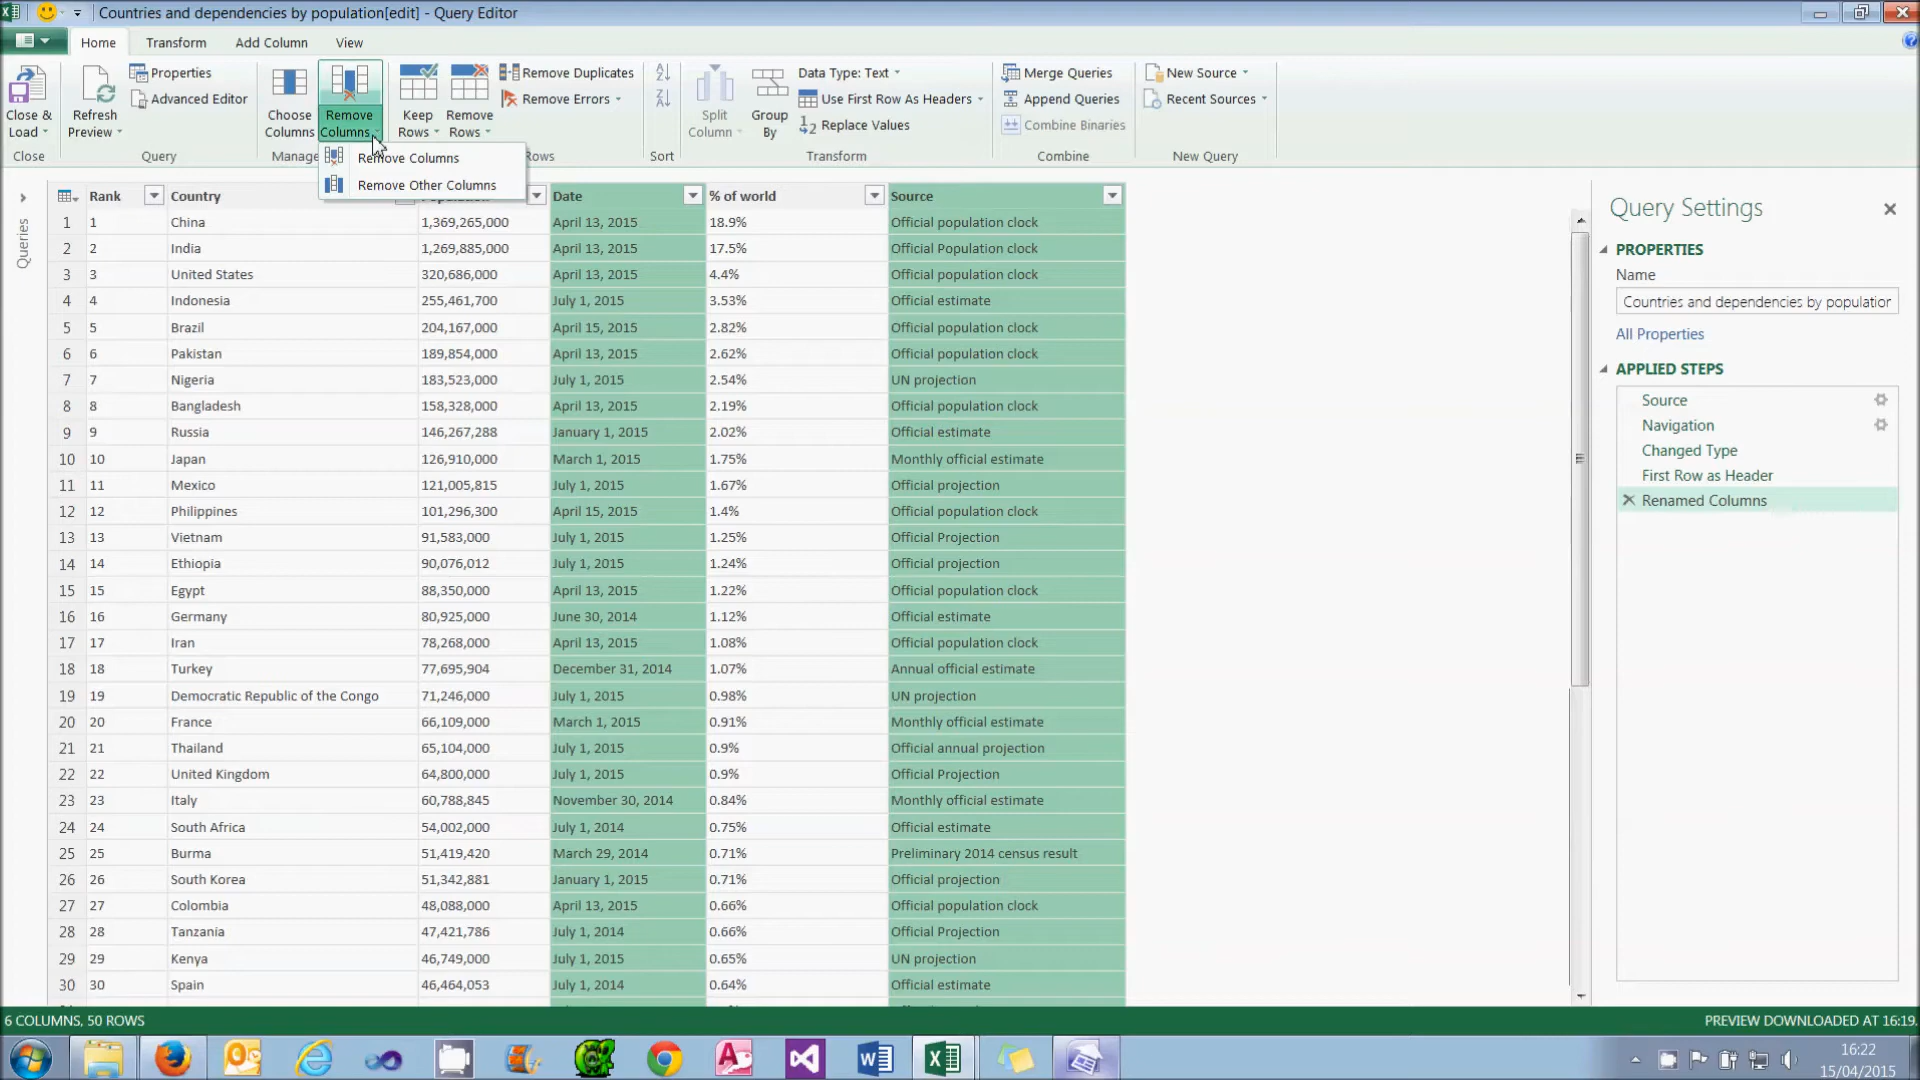 Countries and dependencies by population[edit] - Query Editor
Home Transform Add Column View
Close & Load
Close
Refresh Preview
Properties
Advanced Editor
Query
Choose Columns
Remove Columns
Manage
Keep Rows
Remove Rows
Remove Duplicates
Remove Errors
Rows
Sort
Split Column
Group By
Data Type: Text
Use First Row As Headers
Replace Values
Transform
Merge Queries
Append Queries
Combine Binaries
Combine
New Source
Recent Sources
New Query
Remove Columns
Remove Other Columns
Queries
Rank Country Date % of world Source
1 1 China 1,369,265,000 April 13, 2015 18.9% Official population clock
2 2 India 1,269,885,000 April 13, 2015 17.5% Official Population clock
3 3 United States 320,686,000 April 13, 2015 4.4% Official population clock
4 4 Indonesia 255,461,700 July 1, 2015 3.53% Official estimate
5 5 Brazil 204,167,000 April 15, 2015 2.82% Official population clock
6 6 Pakistan 189,854,000 April 13, 2015 2.62% Official population clock
7 7 Nigeria 183,523,000 July 1, 2015 2.54% UN projection
8 8 Bangladesh 158,328,000 April 13, 2015 2.19% Official population clock
9 9 Russia 146,267,288 January 1, 2015 2.02% Official estimate
10 10 Japan 126,910,000 March 1, 2015 1.75% Monthly official estimate
11 11 Mexico 121,005,815 July 1, 2015 1.67% Official projection
12 12 Philippines 101,296,300 April 15, 2015 1.4% Official population clock
13 13 Vietnam 91,583,000 July 1, 2015 1.25% Official Projection
14 14 Ethiopia 90,076,012 July 1, 2015 1.24% Official projection
15 15 Egypt 88,350,000 April 13, 2015 1.22% Official population clock
16 16 Germany 80,925,000 June 30, 2014 1.12% Official estimate
17 17 Iran 78,268,000 April 13, 2015 1.08% Official population clock
18 18 Turkey 77,695,904 December 31, 2014 1.07% Annual official estimate
19 19 Democratic Republic of the Congo 71,246,000 July 1, 2015 0.98% UN projection
20 20 France 66,109,000 March 1, 2015 0.91% Monthly official estimate
21 21 Thailand 65,104,000 July 1, 2015 0.9% Official annual projection
22 22 United Kingdom 64,800,000 July 1, 2015 0.9% Official Projection
23 23 Italy 60,788,845 November 30, 2014 0.84% Monthly official estimate
24 24 South Africa 54,002,000 July 1, 2014 0.75% Official estimate
25 25 Burma 51,419,420 March 29, 2014 0.71% Preliminary 2014 census result
26 26 South Korea 51,342,881 January 1, 2015 0.71% Official projection
27 27 Colombia 48,088,000 April 13, 2015 0.66% Official population clock
28 28 Tanzania 47,421,786 July 1, 2014 0.66% Official Projection
29 29 Kenya 46,749,000 July 1, 2015 0.65% UN projection
30 30 Spain 46,464,053 July 1, 2014 0.64% Official estimate
Query Settings
PROPERTIES
Name
Countries and dependencies by population
All Properties
APPLIED STEPS
Source
Navigation
Changed Type
First Row as Header
Renamed Columns
6 COLUMNS, 50 ROWS
PREVIEW DOWNLOADED AT 16:19.
16:22
15/04/2015